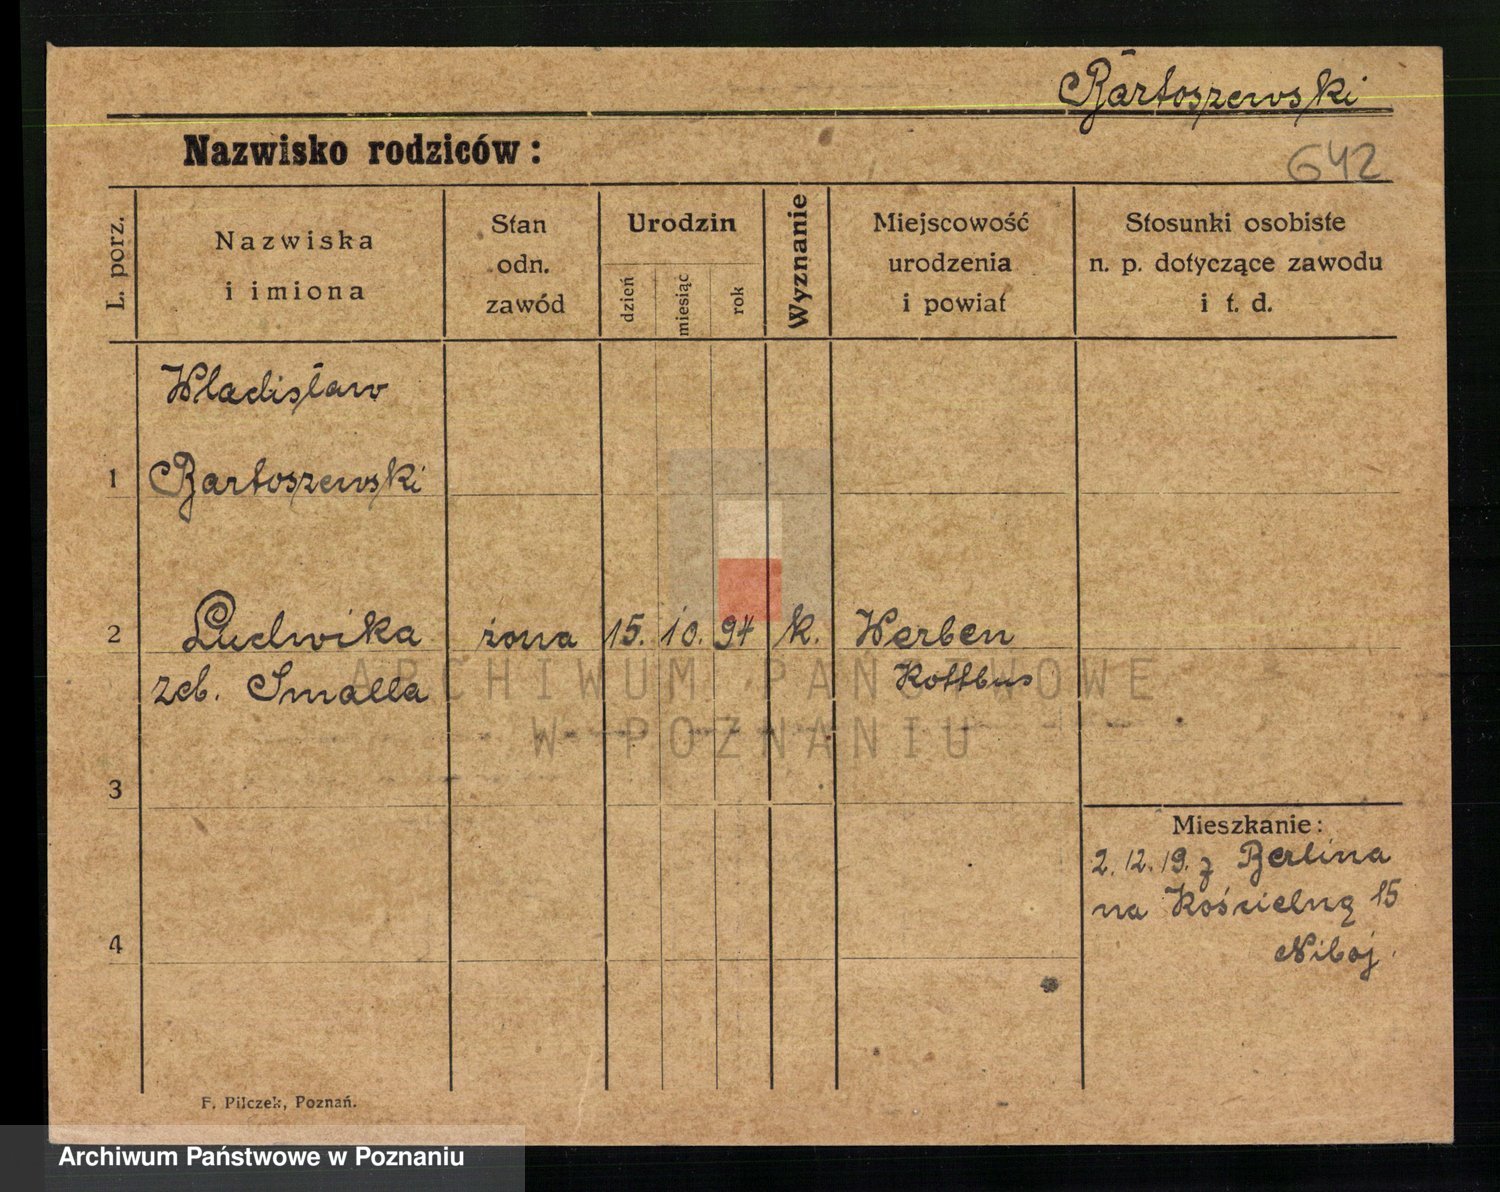 Bartoszewski
Nazwisko rodziców:
642
L. porz.
Nazwiska
i imiona
Stan
odn.
zawód
Urodzin
dzień
miesiąc
rok
Wyznanie
Miejscowość
urodzenia
i powiat
Stosunki osobiste
n. p. dotyczące zawodu
i t. d.
Wladisław
1 Bartoszewski
2 Ludwika żona 15. 10. 94 k. Werben
zeb. Smalla Kottbus
ARCHIWUM PAŃSTWOWE
W POZNANIU
3
Mieszkanie:
2. 12. 19. z Berlina
na Kościelną 15
4
F. Pilczek, Poznań.
Archiwum Państwowe w Poznaniu